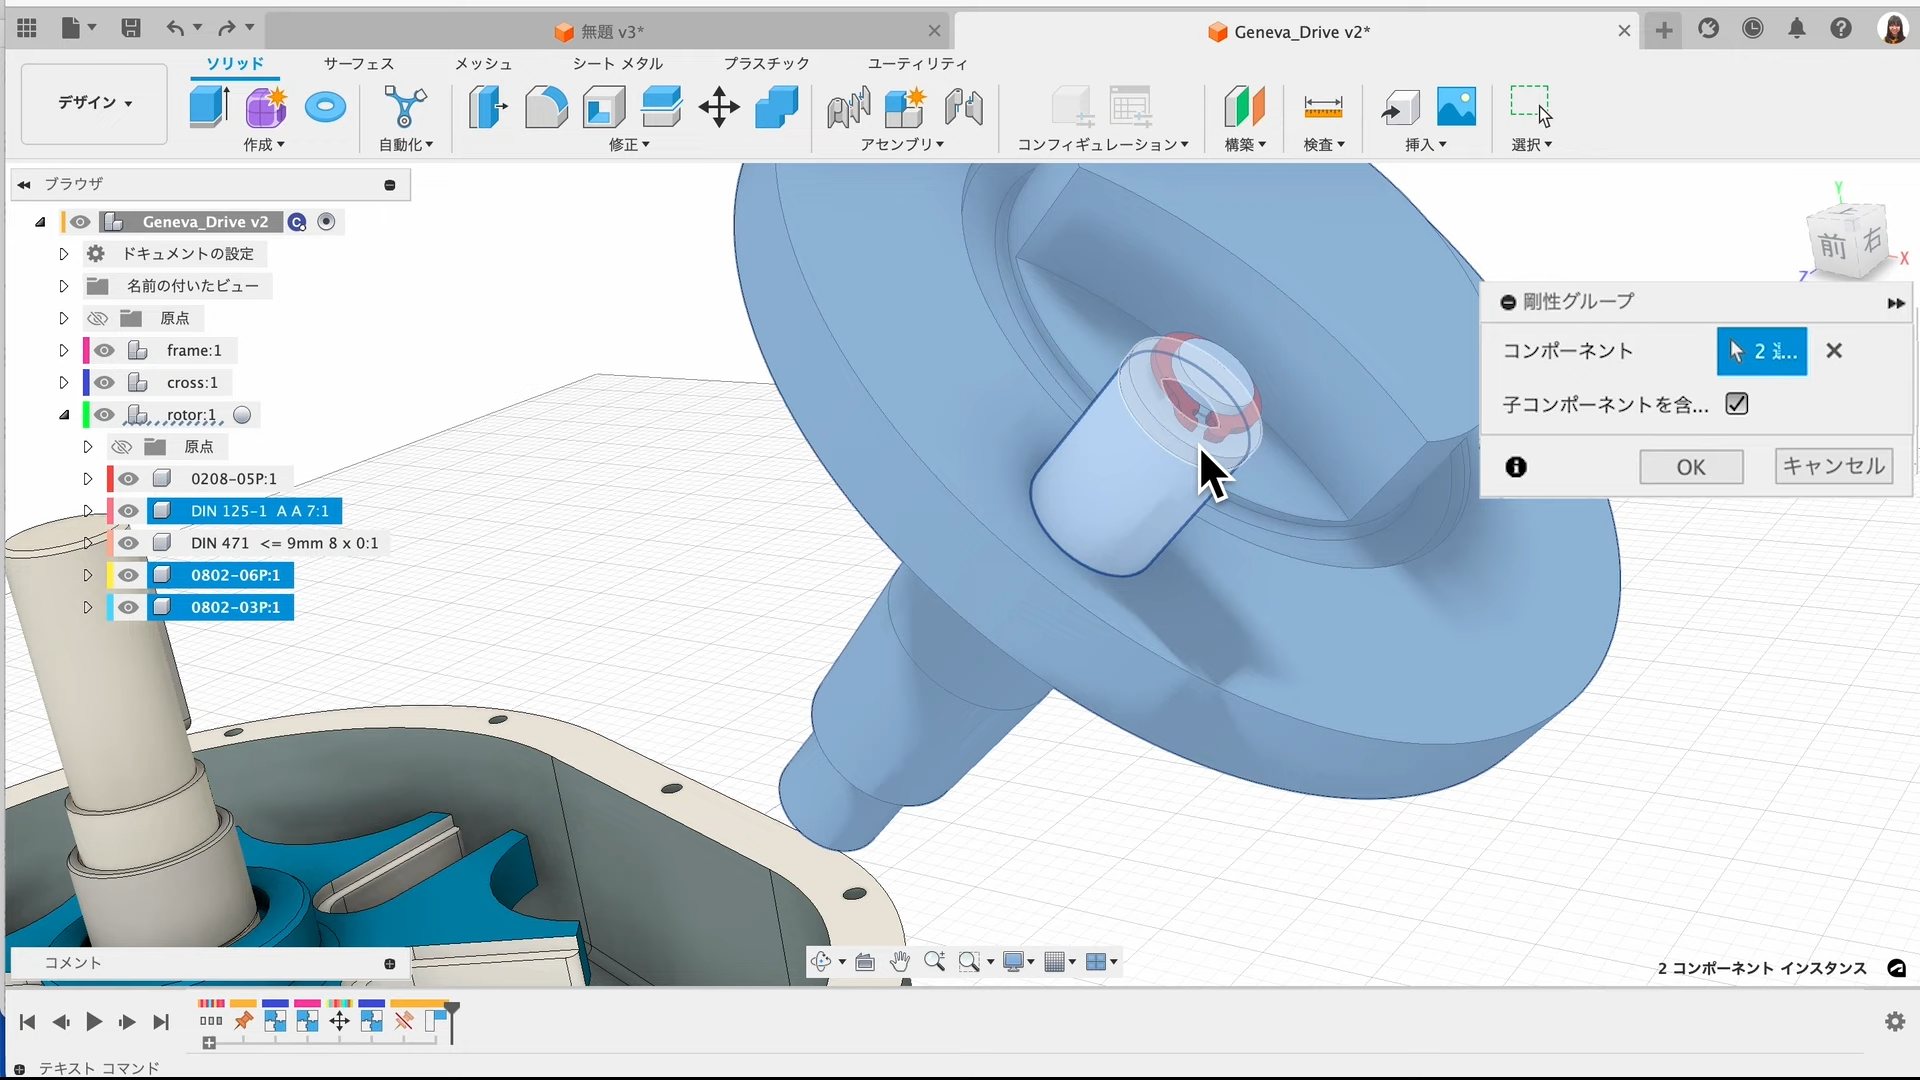 無題 v3*
Geneva_Drive v2*
ソリッド
サーフェス
メッシュ
シート メタル
プラスチック
ユーティリティ
デザイン
作成
自動化
修正
アセンブリ
コンフィギュレーション
構築
検査
挿入
選択
ブラウザ
Geneva_Drive v2
ドキュメントの設定
名前の付いたビュー
原点
frame:1
cross:1
rotor:1
原点
0208-05P:1
DIN 125-1 A A 7:1
DIN 471 <= 9mm 8 x 0:1
0802-06P:1
0802-03P:1
Y
前
右
X
Z
剛性グループ
コンポーネント
子コンポーネントを含...
OK
キャンセル
コメント
2 コンポーネント インスタンス
テキスト コマンド